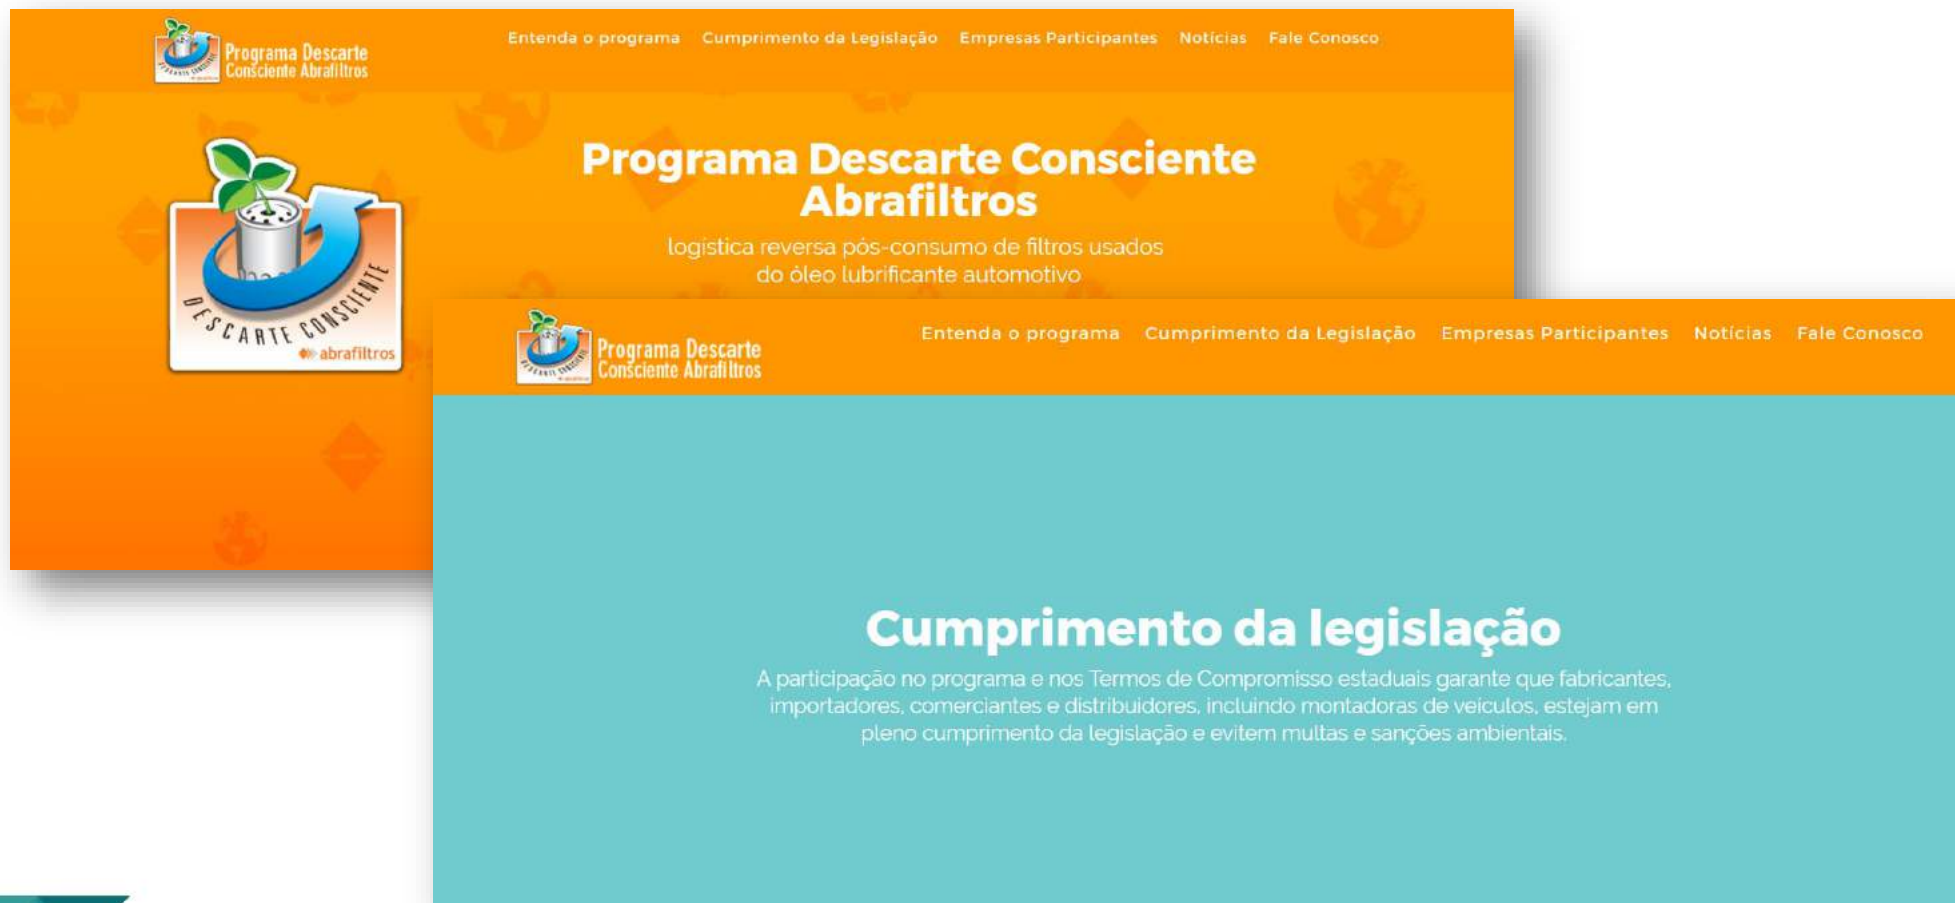 Programa Descarte
Consciente Abrafiltros
Entenda o programa Cumprimento da Legislação Empresas Participantes Notícias Fale Conosco
DESCARTE CONSCIENTE
abrafiltros
Programa Descarte Consciente
Abrafiltros
logística reversa pós-consumo de filtros usados
do óleo lubrificante automotivo
Programa Descarte
Consciente Abrafiltros
Entenda o programa Cumprimento da Legislação Empresas Participantes Notícias Fale Conosco
Cumprimento da legislação
A participação no programa e nos Termos de Compromisso estaduais garante que fabricantes,
importadores, comerciantes e distribuidores, incluindo montadoras de veículos, estejam em
pleno cumprimento da legislação e evitem multas e sanções ambientais.